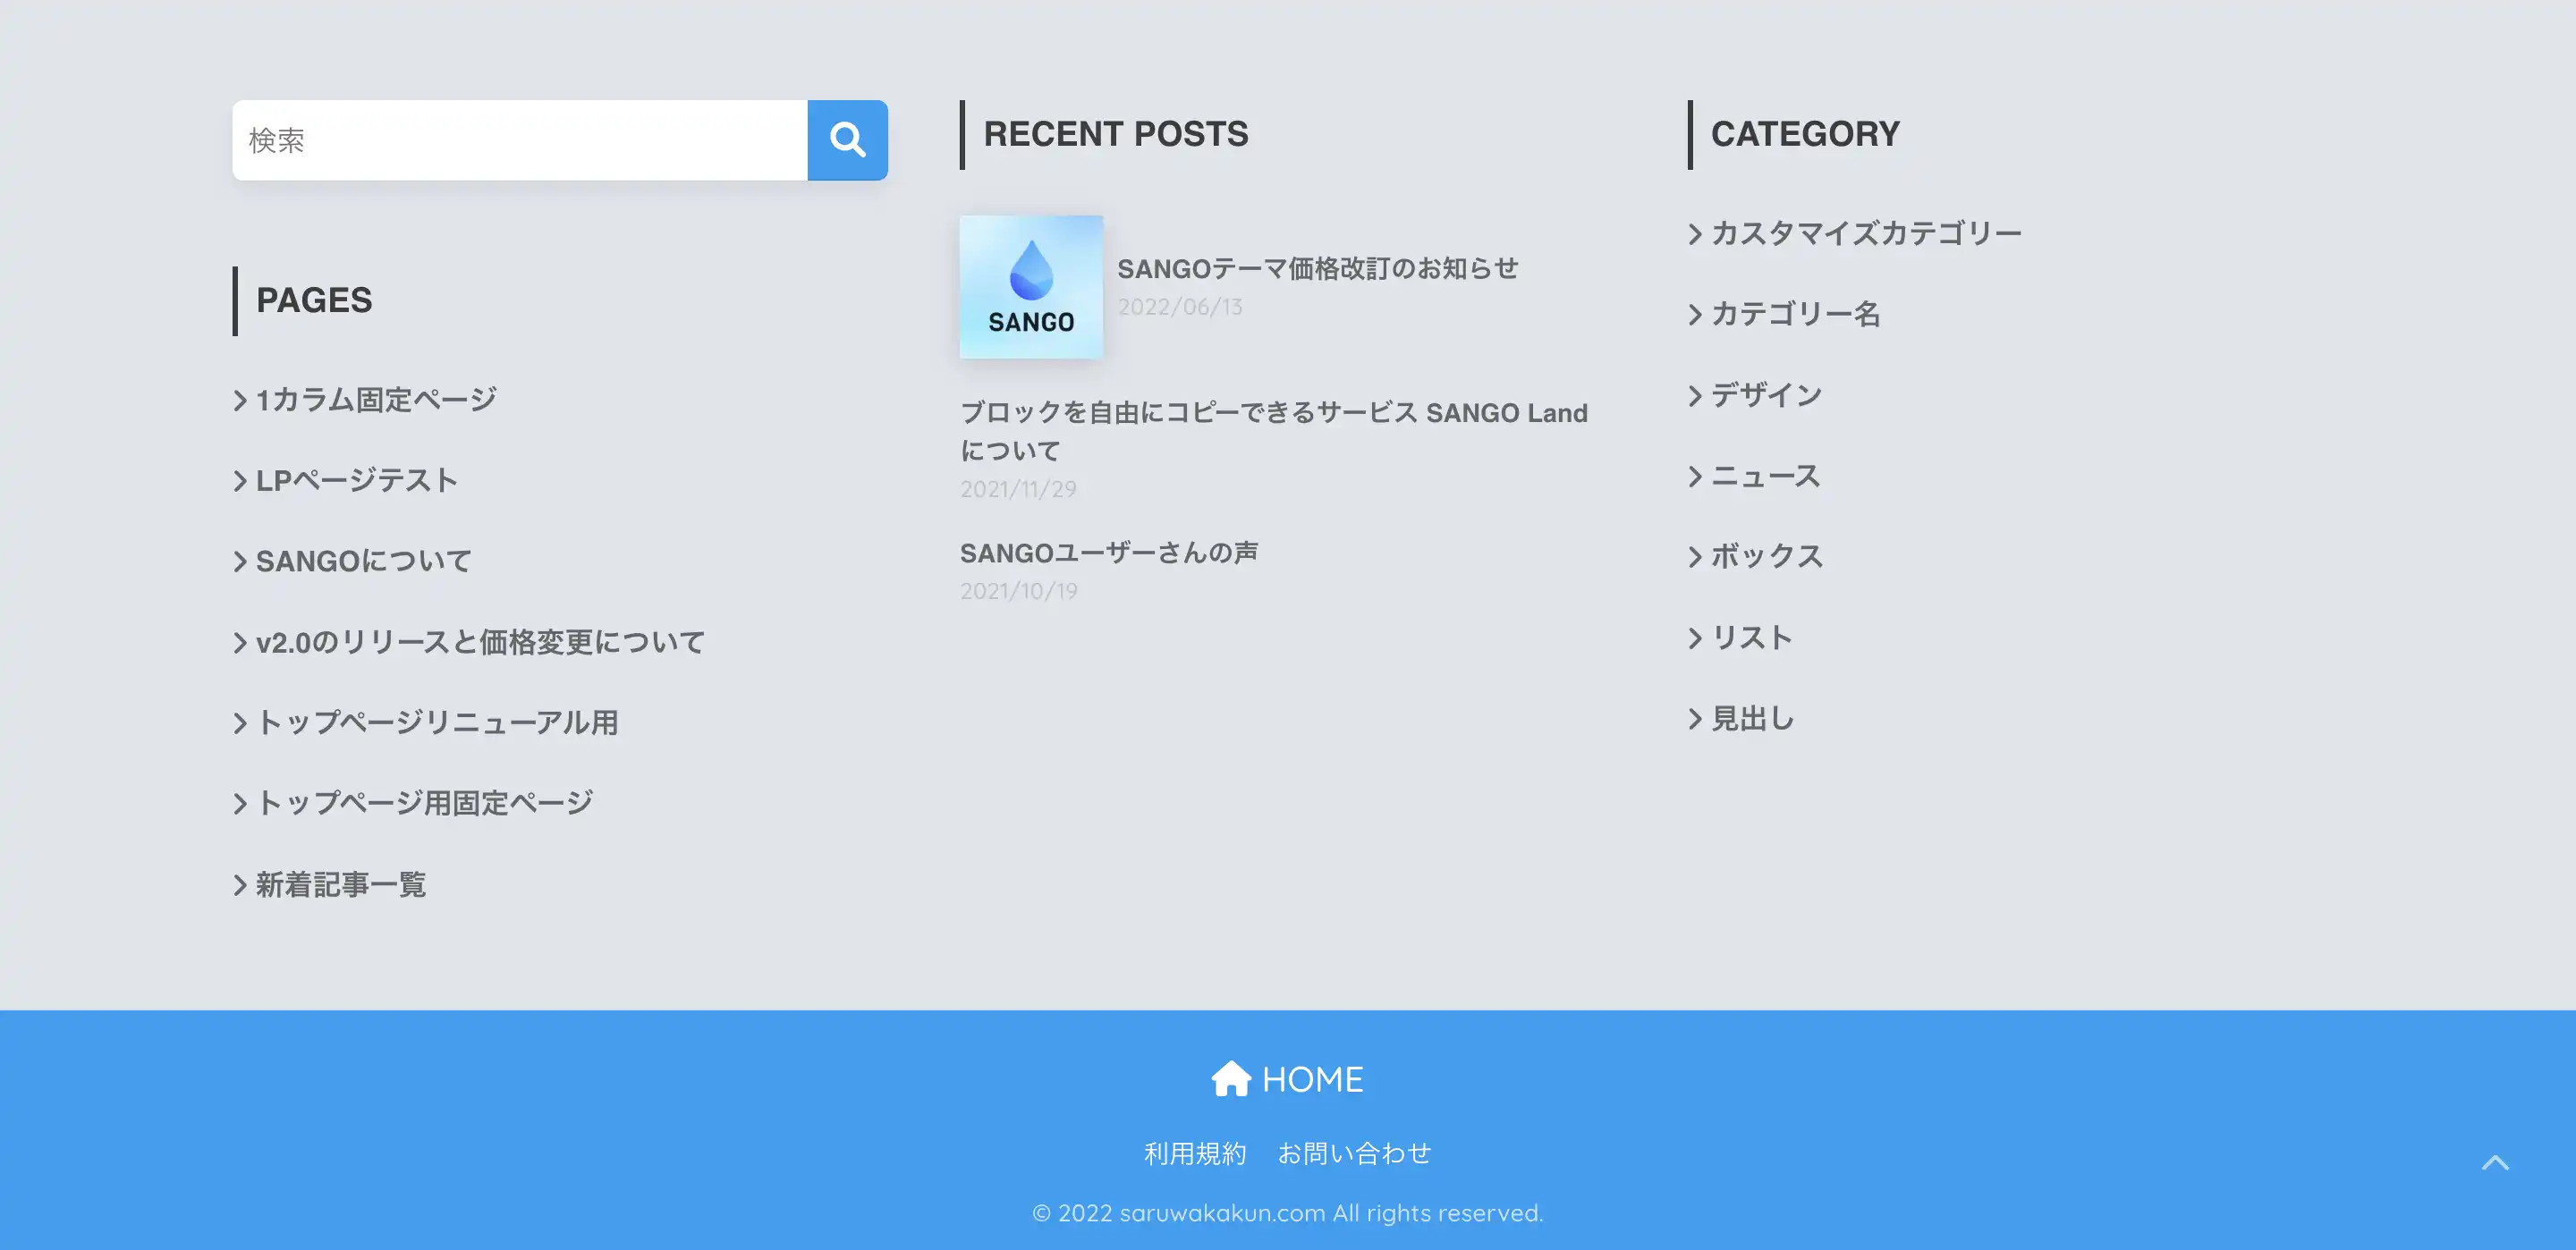 検索
PAGES
1カラム固定ページ
LPページテスト
SANGOについて
v2.0のリリースと価格変更について
トップページリニューアル用
トップページ用固定ページ
新着記事一覧
RECENT POSTS
SANGO
SANGOテーマ価格改訂のお知らせ
2022/06/13
ブロックを自由にコピーできるサービス SANGO Land
について
2021/11/29
SANGOユーザーさんの声
2021/10/19
CATEGORY
カスタマイズカテゴリー
カテゴリー名
デザイン
ニュース
ボックス
リスト
見出し
HOME
利用規約 お問い合わせ
© 2022 saruwakakun.com All rights reserved.